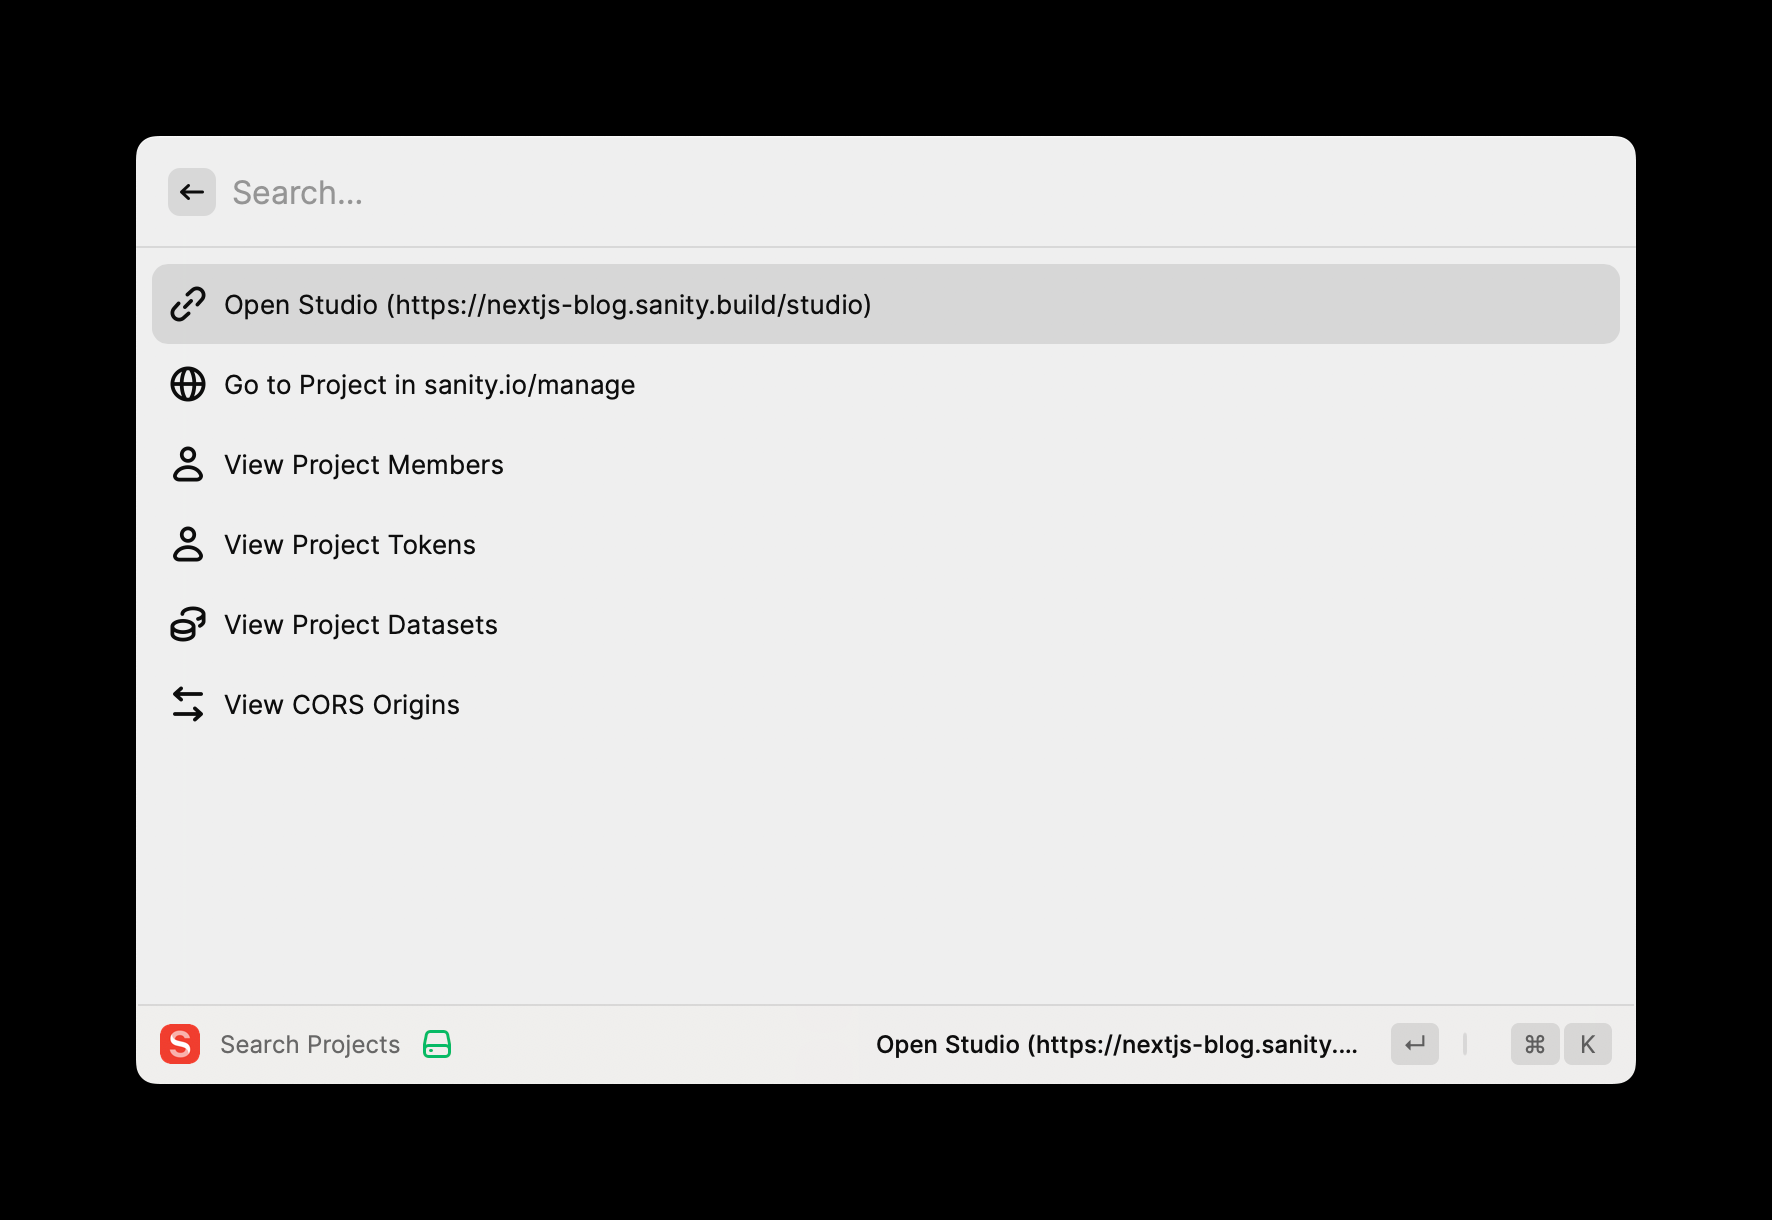 Search...
Open Studio (https://nextjs-blog.sanity.build/studio)
Go to Project in sanity.io/manage
View Project Members
View Project Tokens
View Project Datasets
View CORS Origins
S Search Projects Open Studio (https://nextjs-blog.sanity.... ↵ ⌘ K